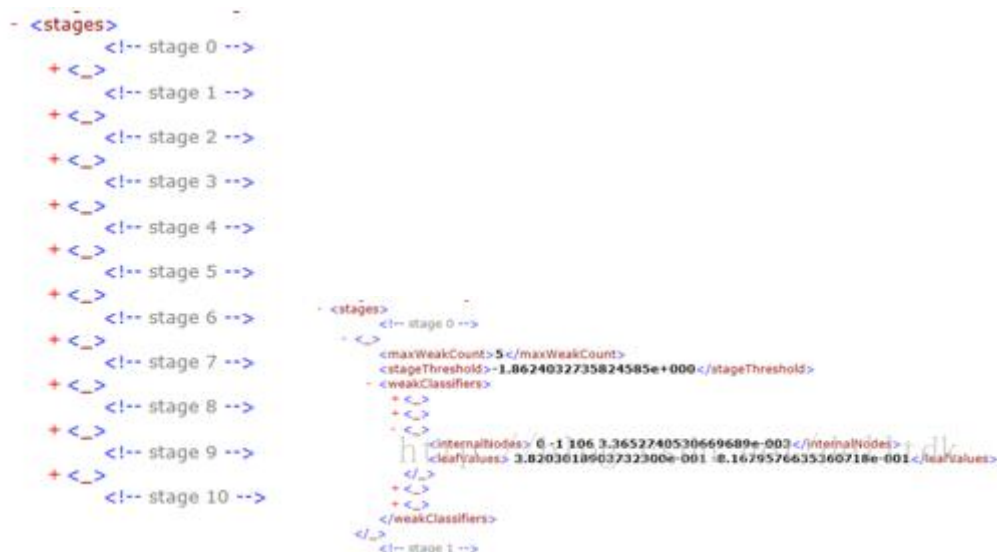 - <stages>
<!-- stage 0 -->
+ <_>
<!-- stage 1 -->
+ <_>
<!-- stage 2 -->
+ <_>
<!-- stage 3 -->
+ <_>
<!-- stage 4 -->
+ <_>
<!-- stage 5 -->
+ <_>
<!-- stage 6 -->
+ <_>
<!-- stage 7 -->
+ <_>
<!-- stage 8 -->
+ <_>
<!-- stage 9 -->
+ <_>
<!-- stage 10 -->
- <stages>
<!-- stage 0 -->
- <_>
<maxWeakCount>5</maxWeakCount>
<stageThreshold>-1.8624032735824585e+000</stageThreshold>
- <weakClassifiers>
+ <_>
+ <_>
- <_>
<internalNodes> 0 -1 106 3.3652740530669689e-003</internalNodes>
<leafValues> 3.8203018903732300e-001 -8.1679576635360718e-001</leafValues>
</_>
+ <_>
+ <_>
</weakClassifiers>
</_>
<!-- stage 1 -->